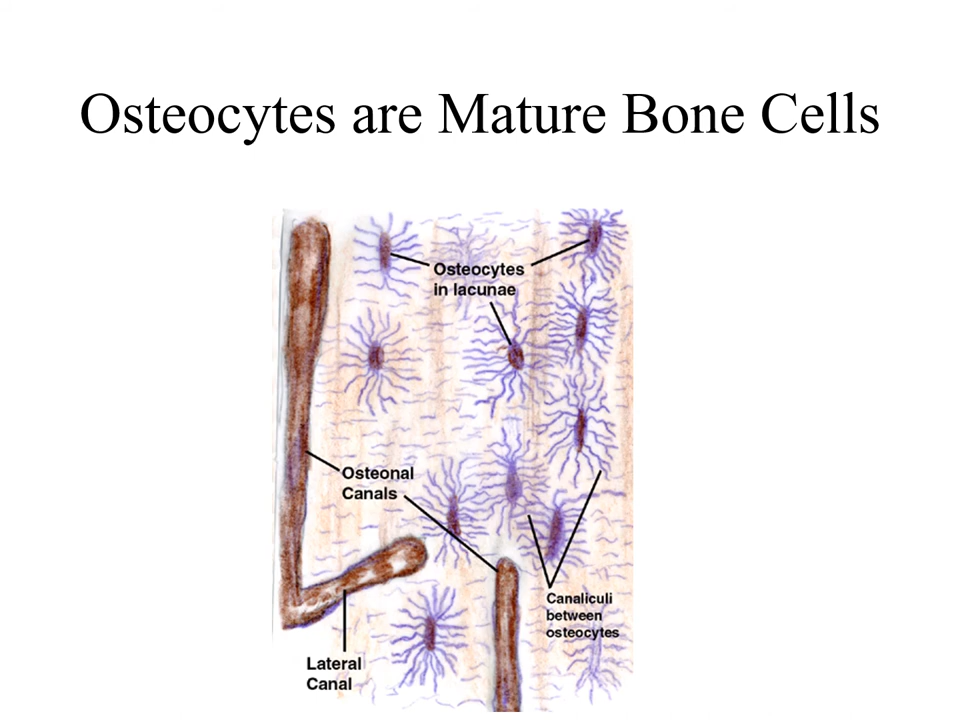 Osteocytes are Mature Bone Cells
Osteocytes
in lacunae
Osteonal
Canals
Canaliculi
between
osteocytes
Lateral
Canal